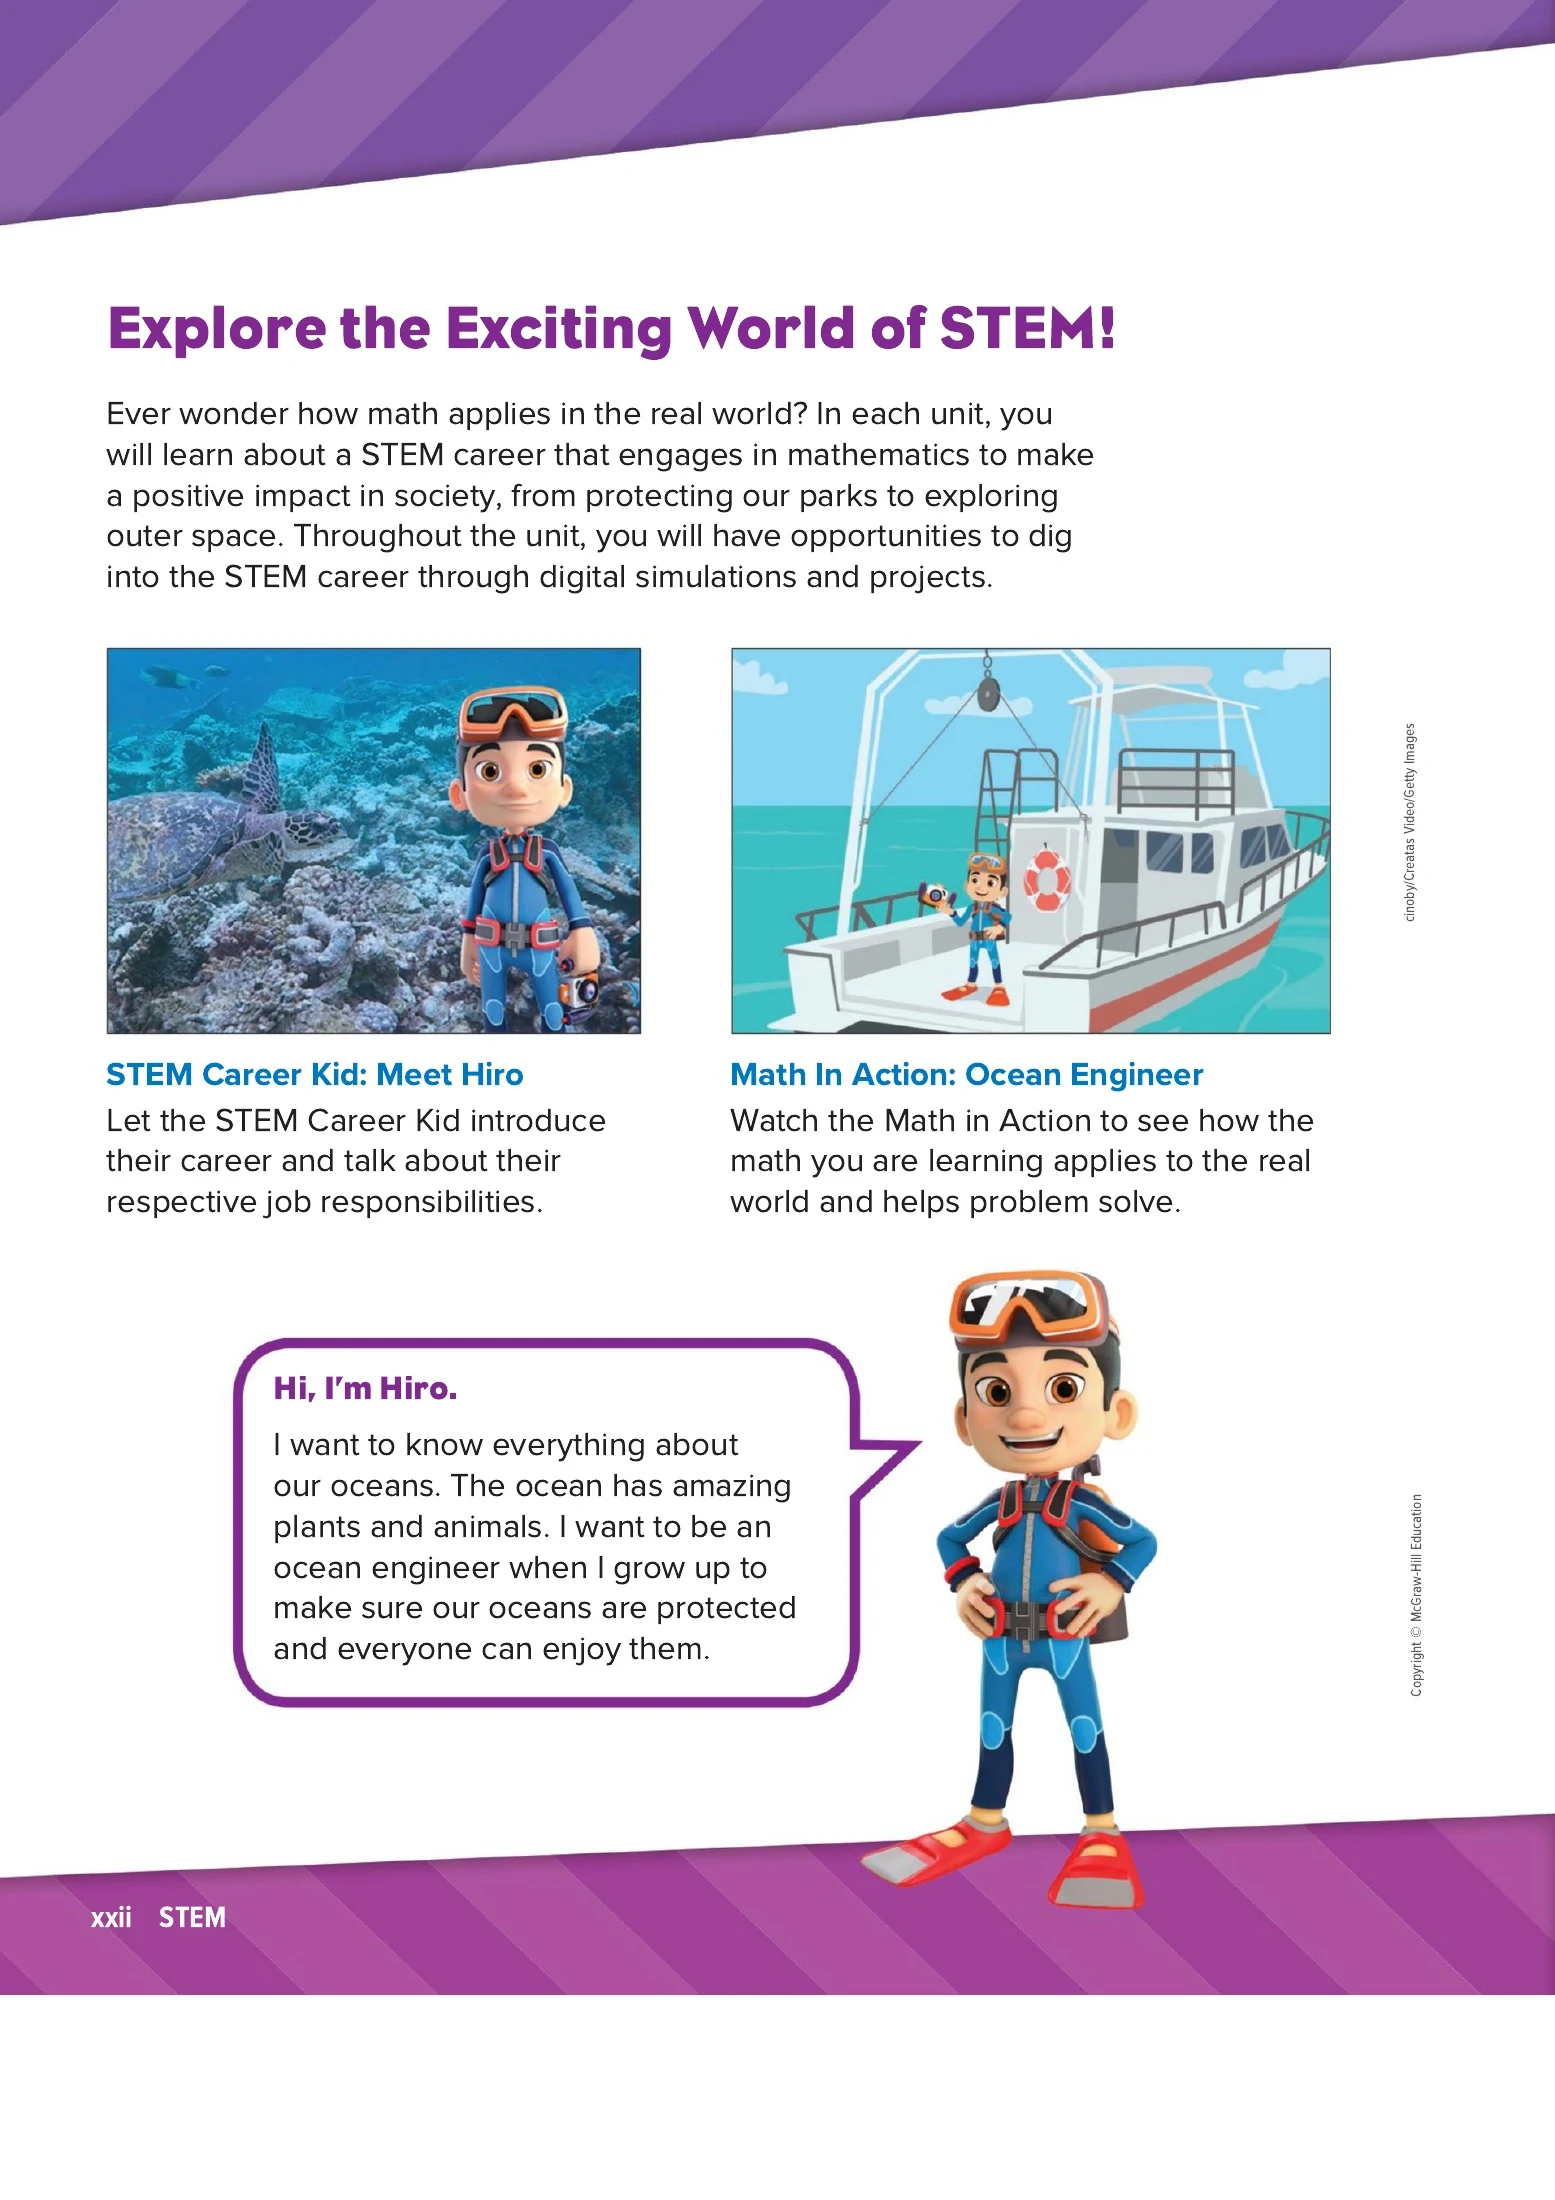 Explore the Exciting World of STEM!
Ever wonder how math applies in the real world? In each unit, you
will learn about a STEM career that engages in mathematics to make
a positive impact in society, from protecting our parks to exploring
outer space. Throughout the unit, you will have opportunities to dig
into the STEM career through digital simulations and projects.
STEM Career Kid: Meet Hiro
Let the STEM Career Kid introduce
their career and talk about their
respective job responsibilities.
Math In Action: Ocean Engineer
Watch the Math in Action to see how the
math you are learning applies to the real
world and helps problem solve.
cinoby/Creatas Video/Getty Images
Hi, I'm Hiro.
I want to know everything about
our oceans. The ocean has amazing
plants and animals. I want to be an
ocean engineer when I grow up to
make sure our oceans are protected
and everyone can enjoy them.
Copyright © McGraw-Hill Education
xxii STEM